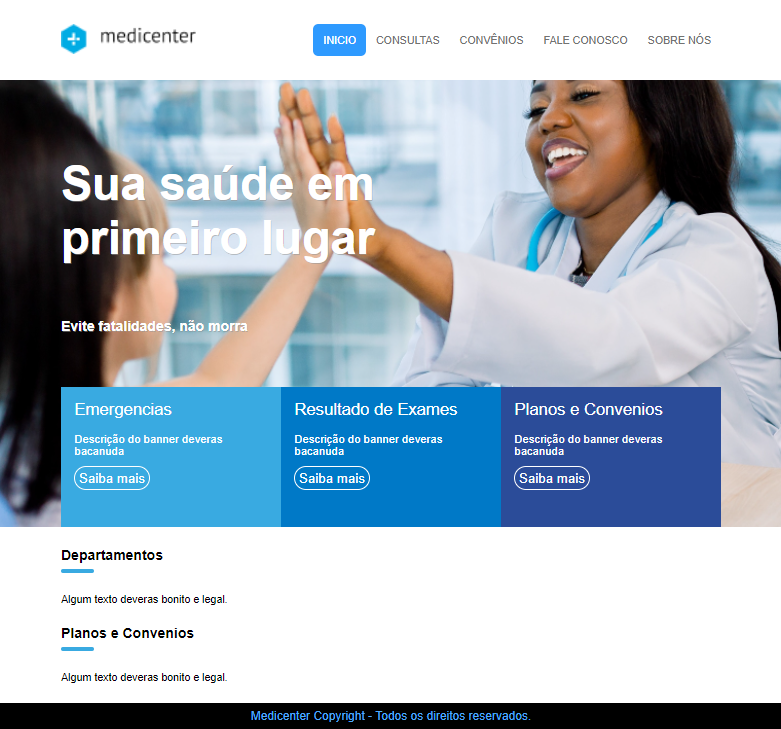 medicenter
INICIO CONSULTAS CONVÊNIOS FALE CONOSCO SOBRE NÓS
Sua saúde em
primeiro lugar
Evite fatalidades, não morra
Emergencias
Descrição do banner deveras
bacanuda
Saiba mais
Resultado de Exames
Descrição do banner deveras
bacanuda
Saiba mais
Planos e Convenios
Descrição do banner deveras
bacanuda
Saiba mais
Departamentos
Algum texto deveras bonito e legal.
Planos e Convenios
Algum texto deveras bonito e legal.
Medicenter Copyright - Todos os direitos reservados.